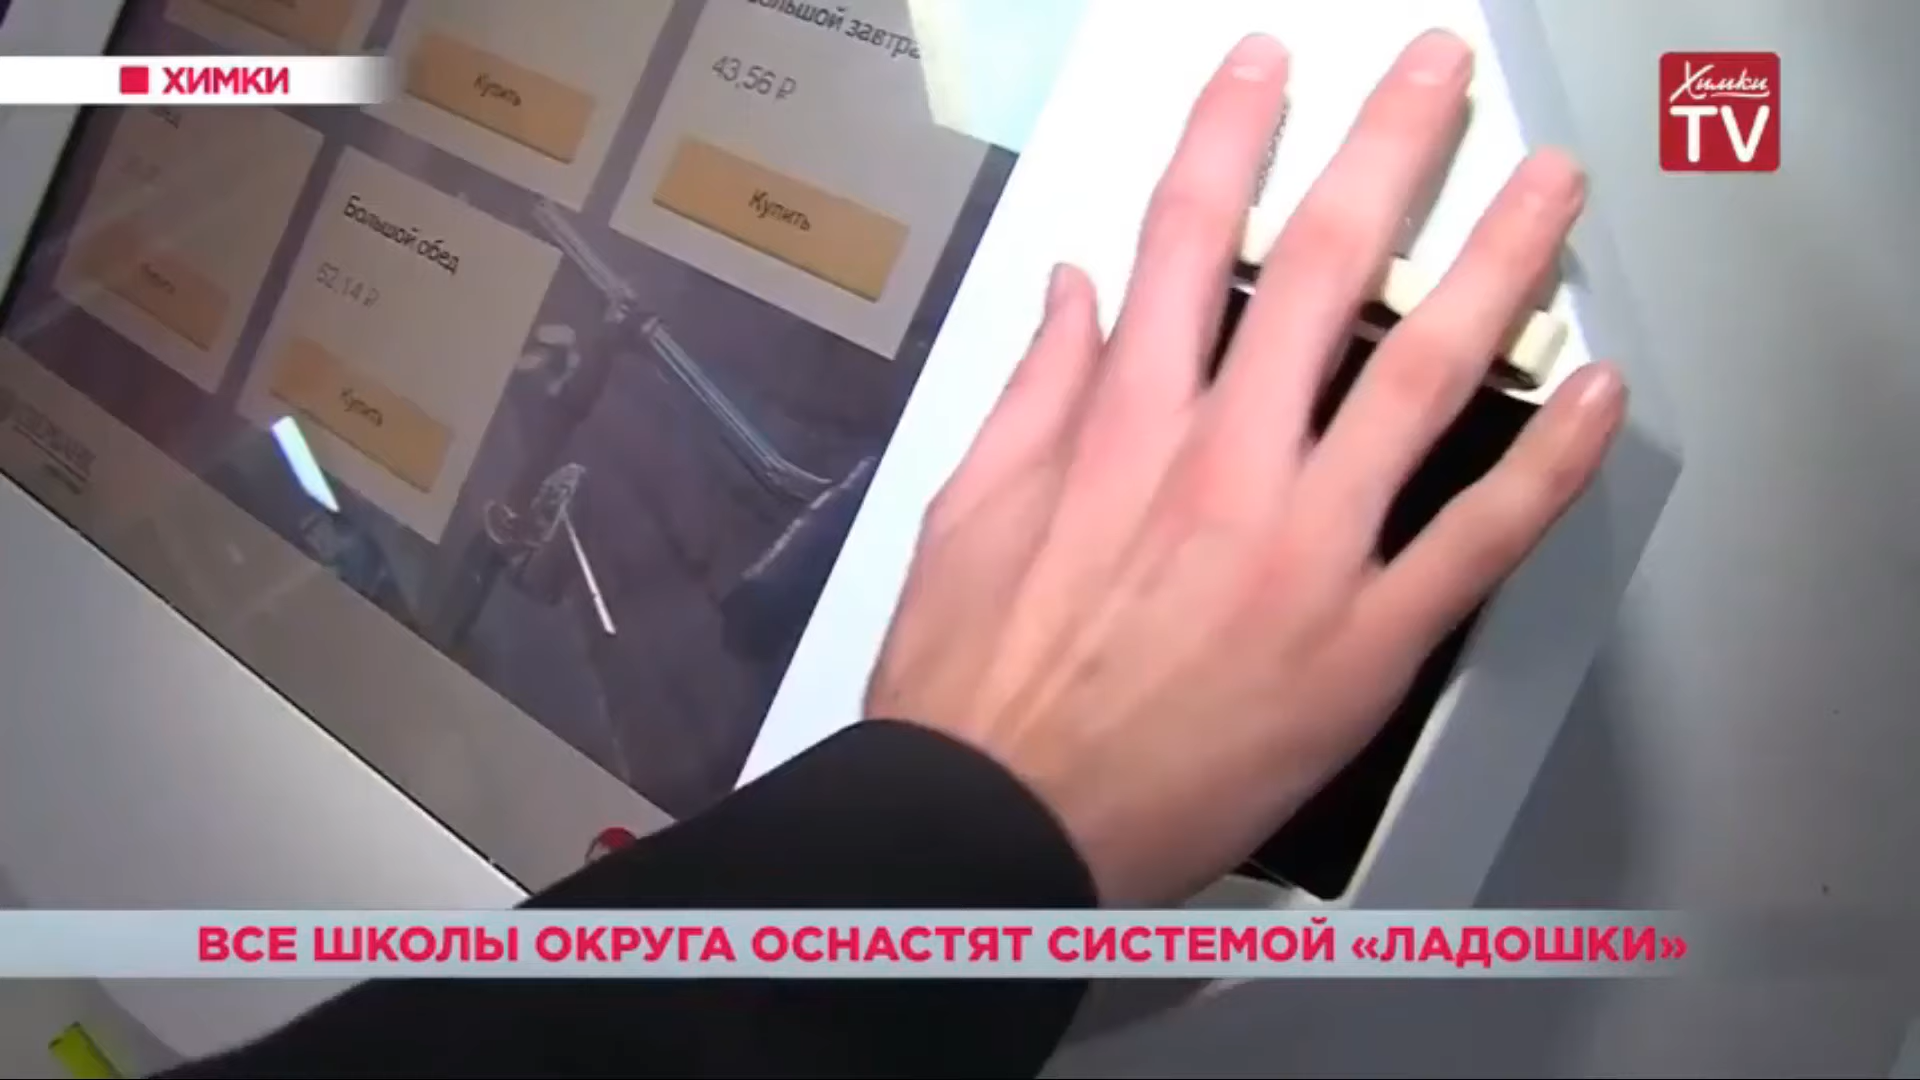 ХИМКИ
Химки
TV
Большой завтра
43,56 ₽
Купить
Купить
Большой обед
62,14 ₽
Купить
ВСЕ ШКОЛЫ ОКРУГА ОСНАСТЯТ СИСТЕМОЙ «ЛАДОШКИ»